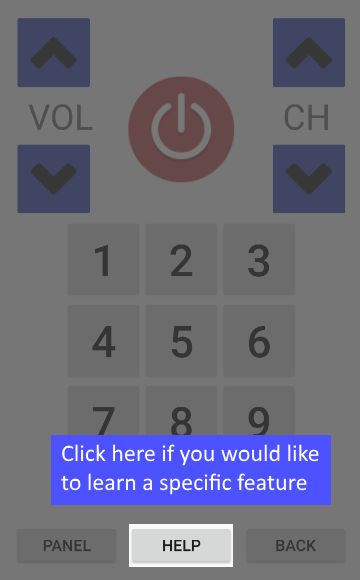 VOL
CH
1 2 3
4 5 6
7 8 9
Click here if you would like
to learn a specific feature
PANEL HELP BACK